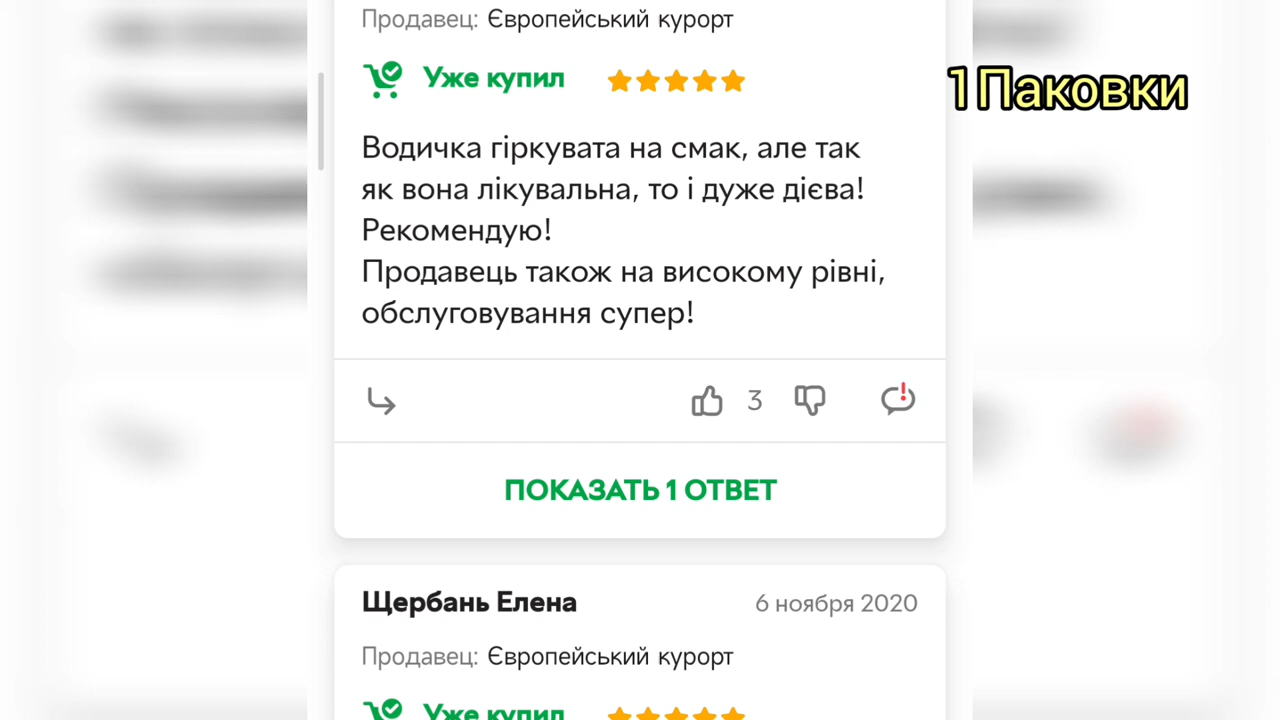 Продавец: Європейський курорт
Уже купил
1 Паковки
Водичка гіркувата на смак, але так
як вона лікувальна, то і дуже дієва!
Рекомендую!
Продавець також на високому рівні,
обслуговування супер!
3
ПОКАЗАТЬ 1 ОТВЕТ
Щербань Елена
6 ноября 2020
Продавец: Європейський курорт
Уже купил